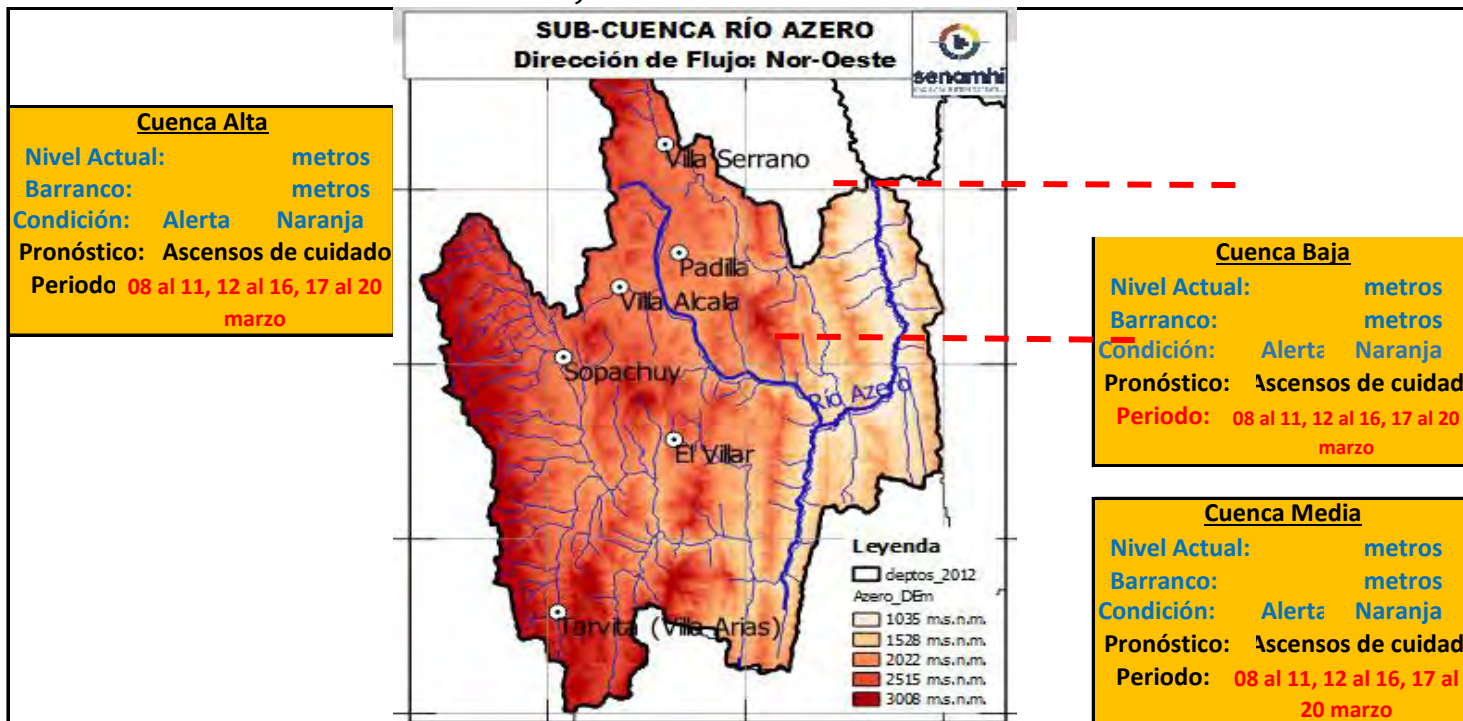 SUB-CUENCA RÍO AZERO
Dirección de Flujo: Nor-Oeste
senamhi
Cuenca Alta
Nivel Actual: metros
Barranco: metros
Condición: Alerta Naranja
Pronóstico: Ascensos de cuidado
Periodo 08 al 11, 12 al 16, 17 al 20
marzo
Villa Serrano
Padilla
Villa Alcala
Sopachuy
Río Azero
El Villar
Tarvita (Villa Arias)
Leyenda
deptos_2012
Azero_DEm
1035 m.s.n.m.
1528 m.s.n.m.
2022 m.s.n.m.
2515 m.s.n.m.
3008 m.s.n.m.
Cuenca Baja
Nivel Actual: metros
Barranco: metros
Condición: Alerta Naranja
Pronóstico: Ascensos de cuidad
Periodo: 08 al 11, 12 al 16, 17 al 20
marzo
Cuenca Media
Nivel Actual: metros
Barranco: metros
Condición: Alerta Naranja
Pronóstico: Ascensos de cuidad
Periodo: 08 al 11, 12 al 16, 17 al
20 marzo